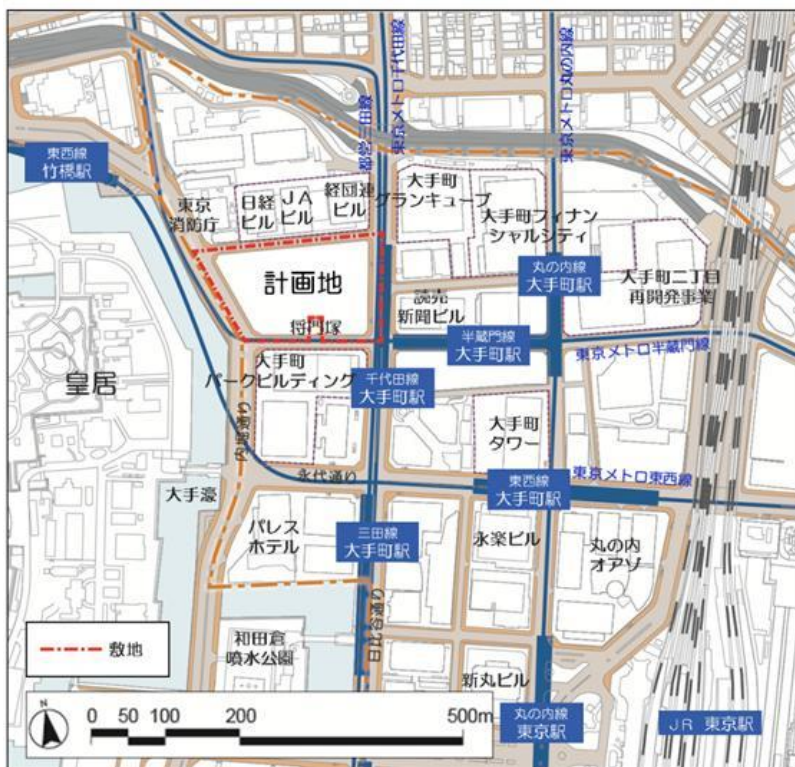 東京メトロ千代田線
都営三田線
東京メトロ丸の内線
東西線
竹橋駅
東京
消防庁
日経
ビル
JA
ビル
経団連
ビル
大手町
グランキューブ
大手町フィナン
シャルシティ
計画地
将門塚
読売
新聞ビル
丸の内線
大手町駅
大手町二丁目
再開発事業
半蔵門線
大手町駅
東京メトロ半蔵門線
皇居
大手町
パークビルディング
千代田線
大手町駅
内堀通り
大手町
タワー
永代通り
東西線
大手町駅
東京メトロ東西線
大手濠
パレス
ホテル
三田線
大手町駅
永楽ビル
丸の内
オアゾ
日比谷通り
敷地
和田倉
噴水公園
新丸ビル
丸の内線
東京駅
JR 東京駅
N
0 50 100 200 500m